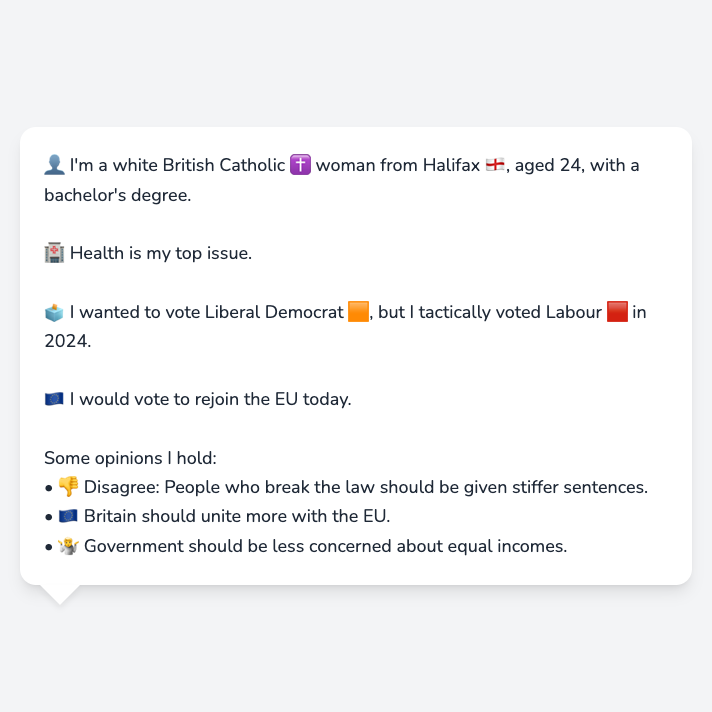 👤 I'm a white British Catholic ✝️ woman from Halifax 🏴󠁧󠁢󠁥󠁮󠁧󠁿, aged 24, with a
bachelor's degree.
🏥 Health is my top issue.
🗳️ I wanted to vote Liberal Democrat 🟧, but I tactically voted Labour 🟥 in
2024.
🇪🇺 I would vote to rejoin the EU today.
Some opinions I hold:
• 👎 Disagree: People who break the law should be given stiffer sentences.
• 🇪🇺 Britain should unite more with the EU.
• 🤷 Government should be less concerned about equal incomes.